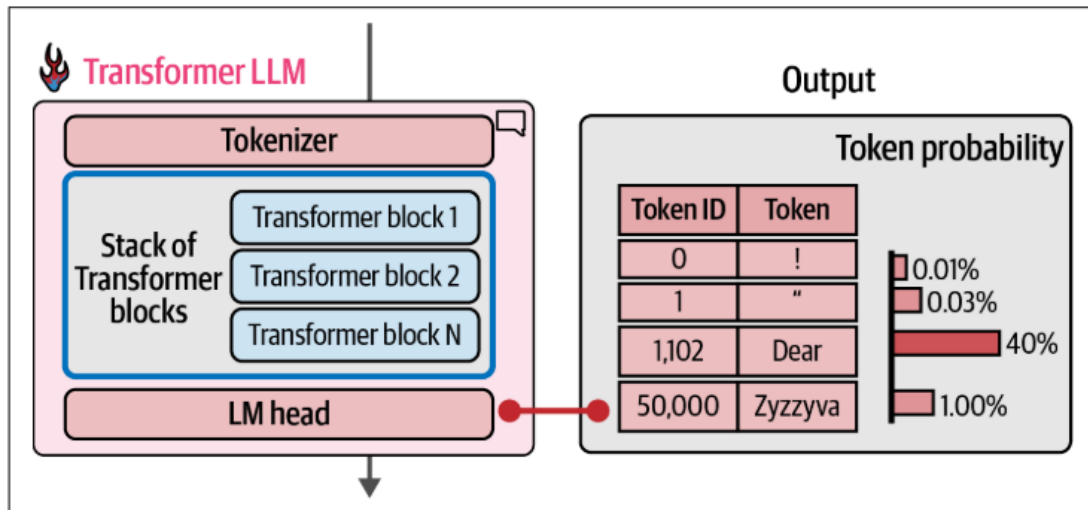 Transformer LLM
Tokenizer
Stack of
Transformer
blocks
Transformer block 1
Transformer block 2
Transformer block N
LM head
Output
Token probability
Token ID Token
0 !
1 “
1,102 Dear
50,000 Zyzzyva
0.01%
0.03%
40%
1.00%